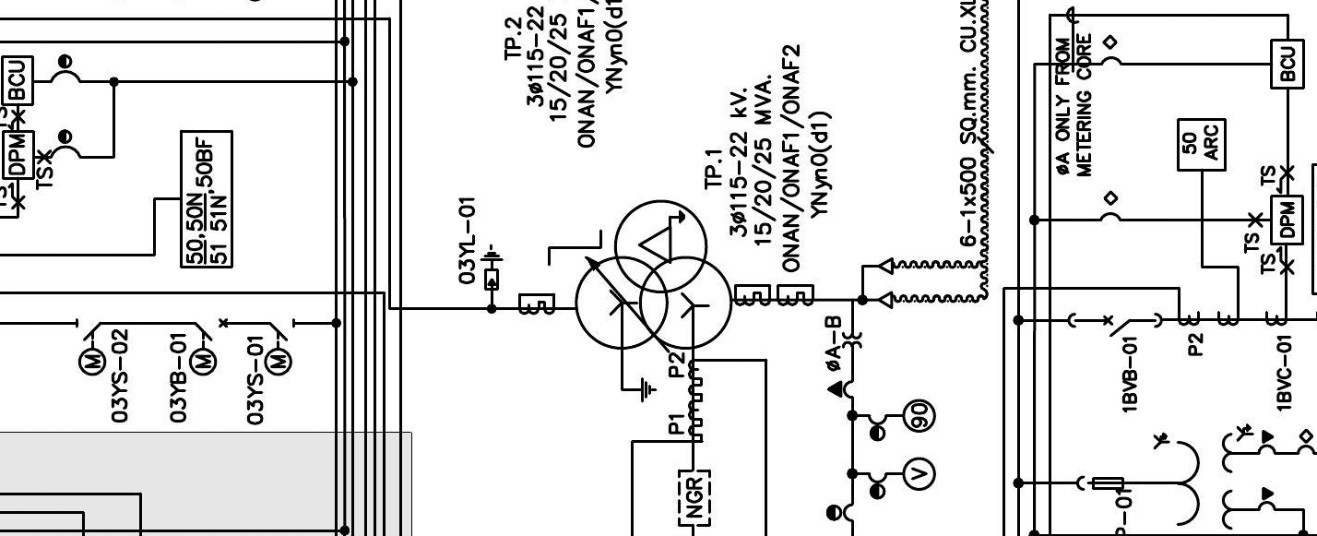 BCU
DPM
TS
TS
50,50N,50BF
51 51N
03YS-02
03YB-01
03YS-01
M
M
M
03YL-01
TP.2
3ø115-22
15/20/25
ONAN/ONAF1/
YNyn0(d1
TP.1
3ø115-22 kV.
15/20/25 MVA.
ONAN/ONAF1/ONAF2
YNyn0(d1)
P2
P1
NGR
øA-B
90
V
6-1x500 SQ.mm. CU.XL
øA ONLY FROM
METERING CORE
BCU
50
ARC
TS
DPM
TS
TS
1BVB-01
P2
1BVC-01
P-01